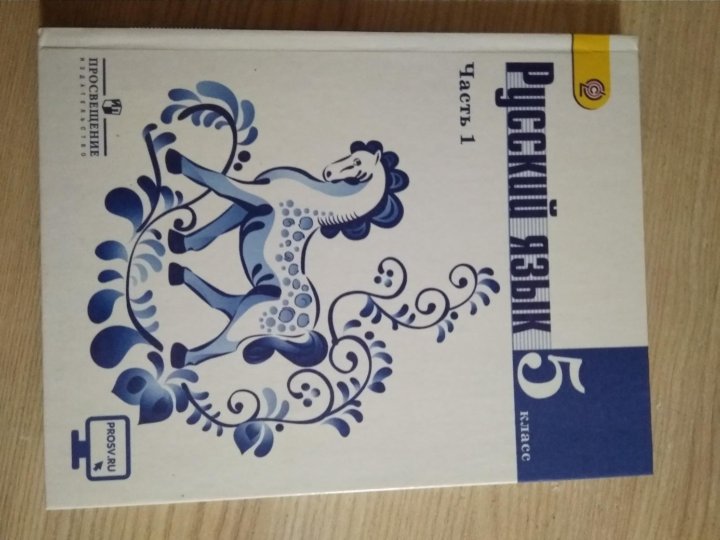 Русский язык
5
класс
Часть 1
ПРОСВЕЩЕНИЕ
ИЗДАТЕЛЬСТВО
PROSV.RU